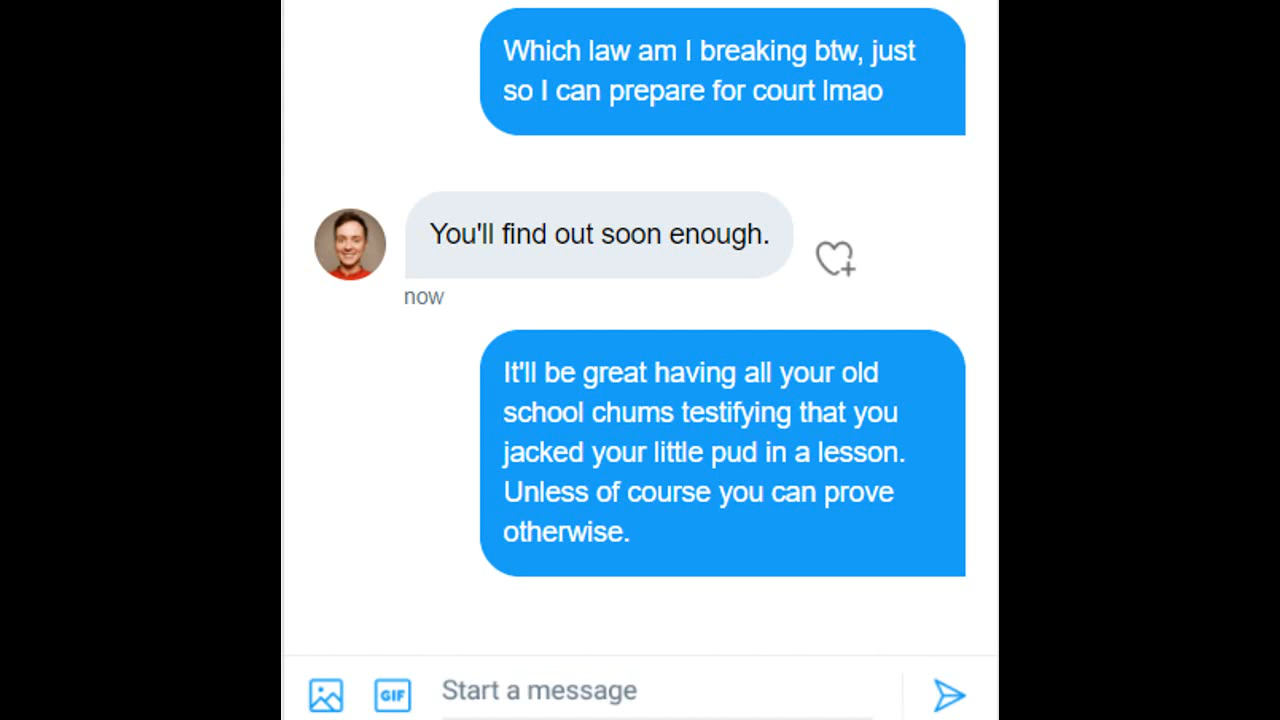 Which law am I breaking btw, just
so I can prepare for court lmao
You'll find out soon enough.
now
It'll be great having all your old
school chums testifying that you
jacked your little pud in a lesson.
Unless of course you can prove
otherwise.
GIF
Start a message